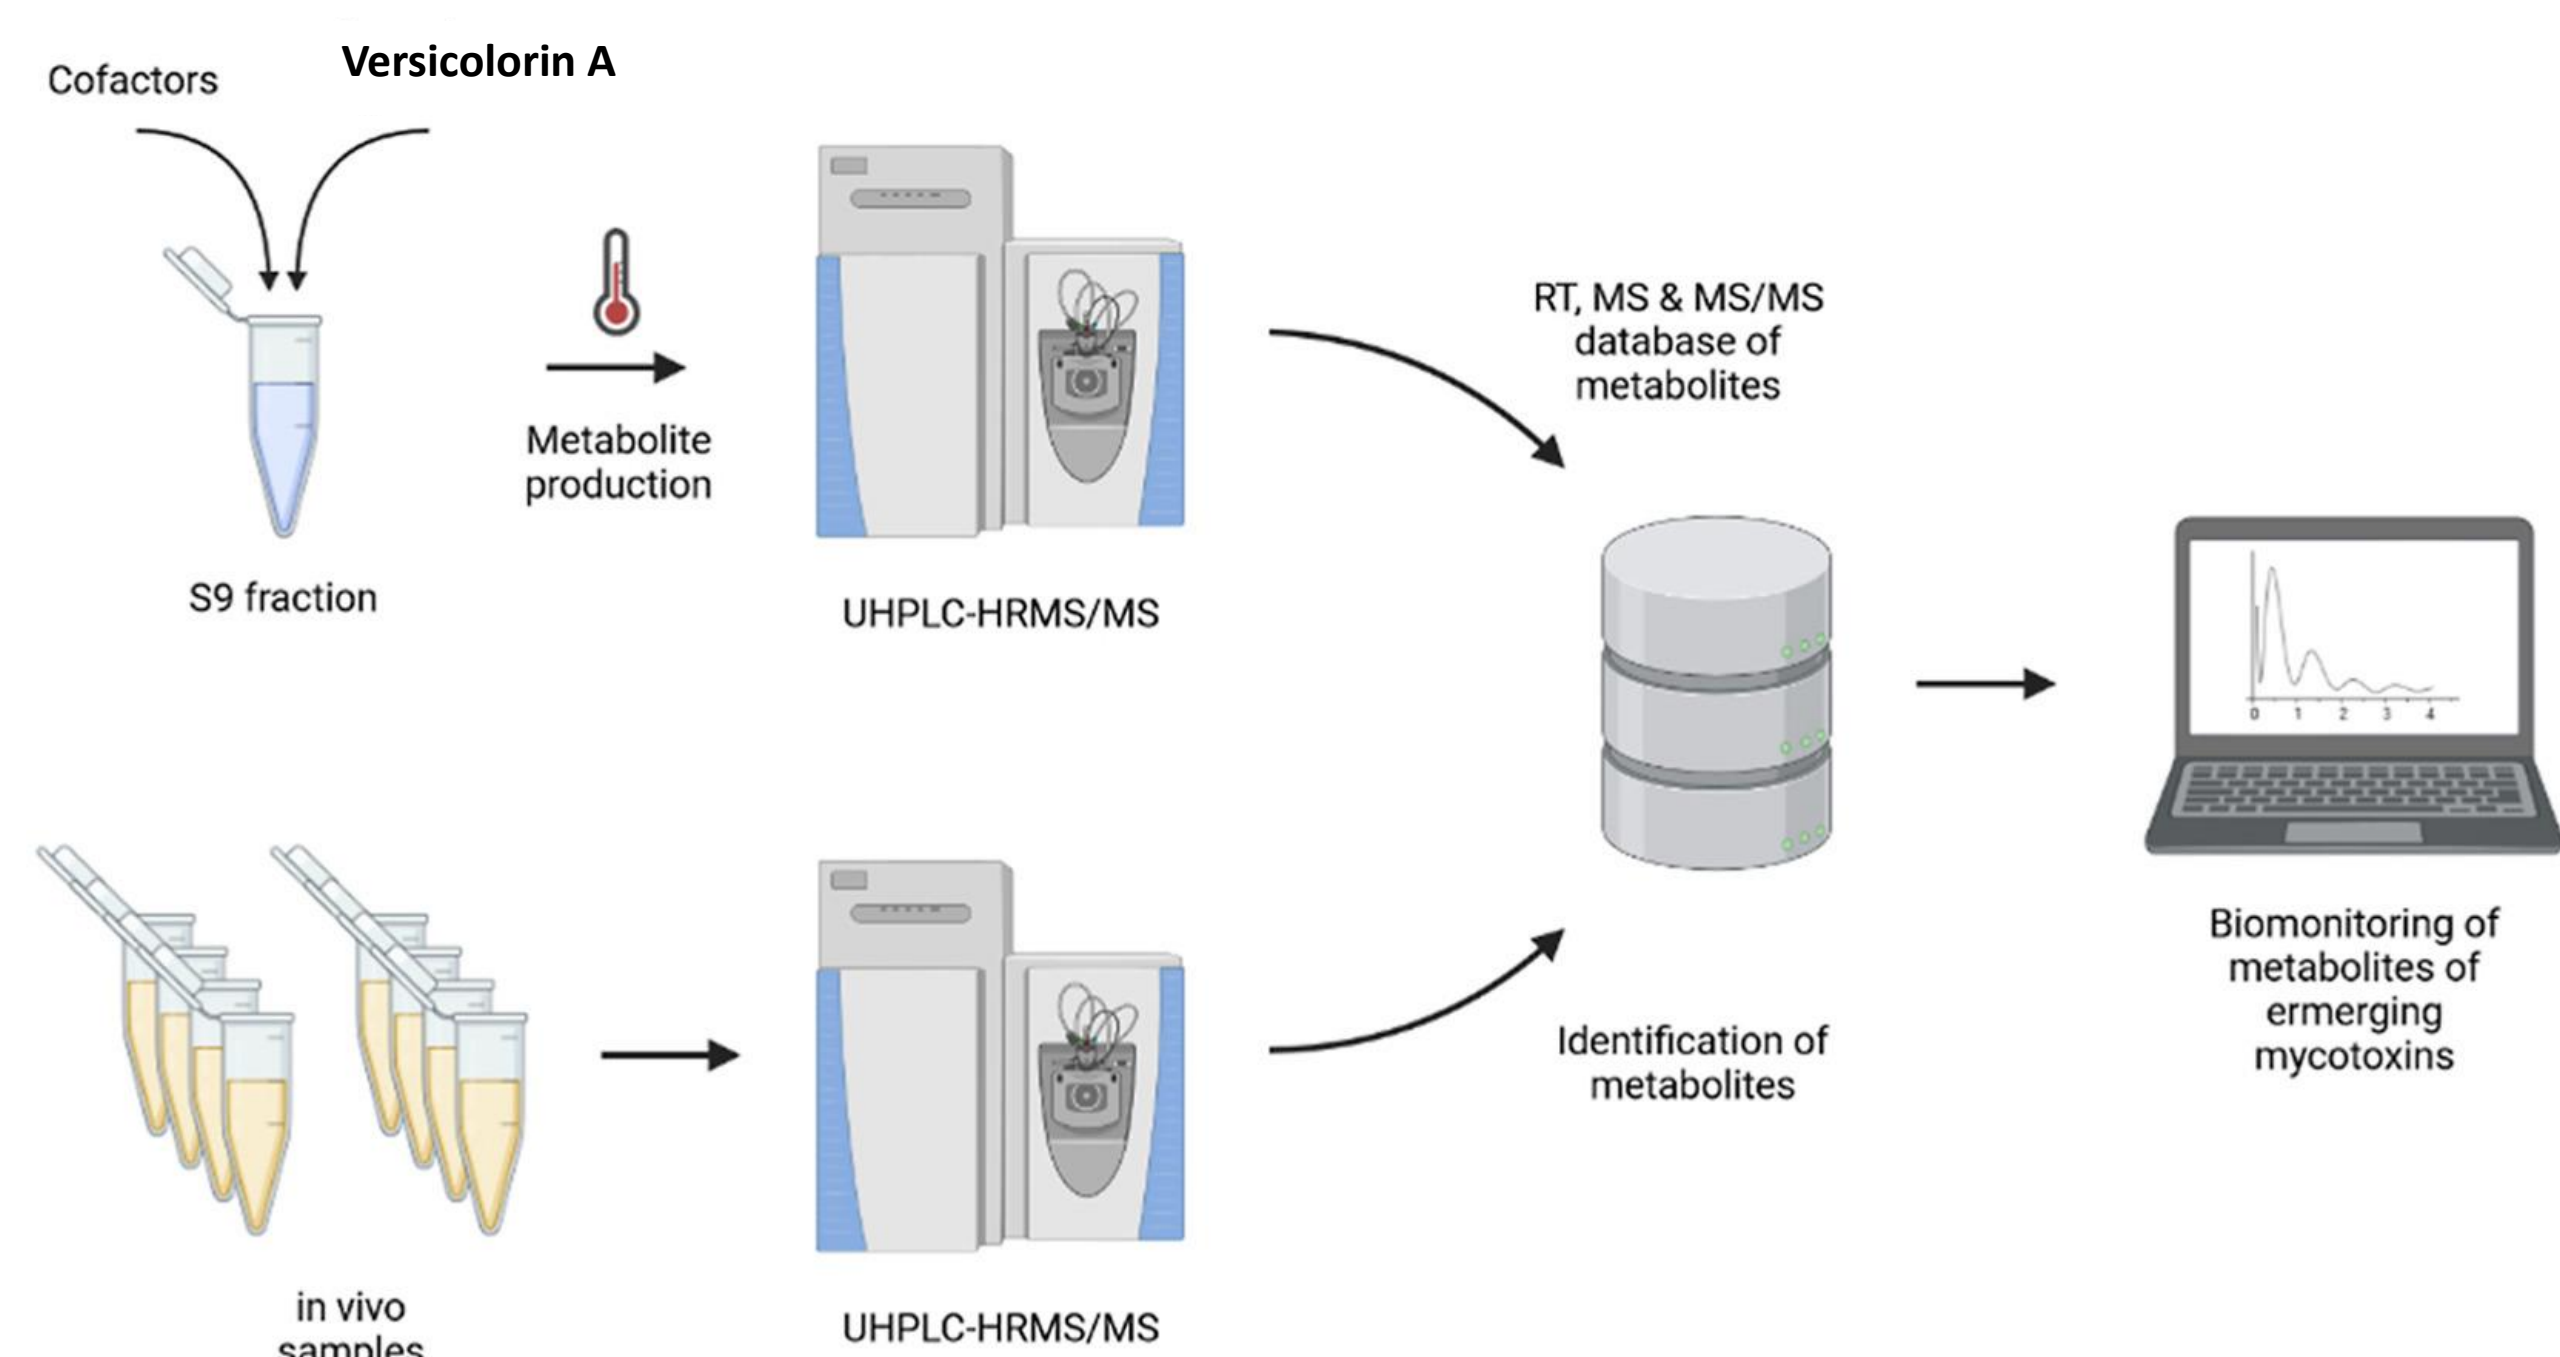 Cofactors
Versicolorin A
S9 fraction
Metabolite
production
UHPLC-HRMS/MS
RT, MS & MS/MS
database of
metabolites
0 1 2 3 4
Biomonitoring of
metabolites of
ermerging
mycotoxins
in vivo
samples
UHPLC-HRMS/MS
Identification of
metabolites